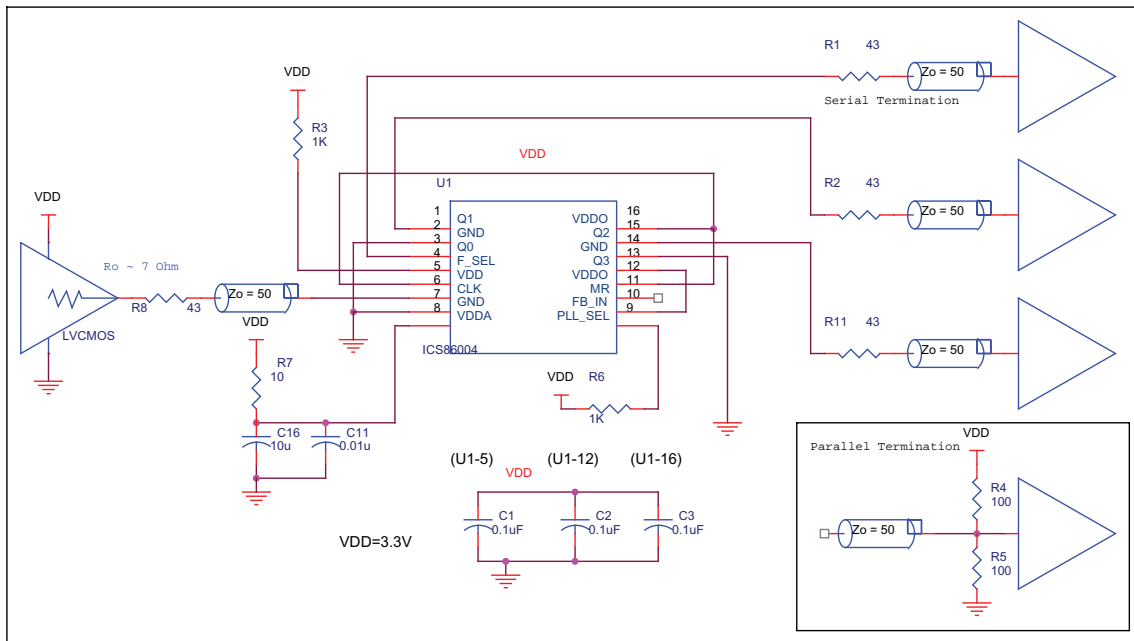 R1 43
Zo = 50
Serial Termination
VDD
R3
1K
VDD
R2 43
Zo = 50
VDD
Ro ~ 7 Ohm
R8 43
Zo = 50
LVCMOS
U1
1
2
3
4
5
6
7
8
Q1
GND
Q0
F_SEL
VDD
CLK
GND
VDDA
VDDO
Q2
GND
Q3
VDDO
MR
FB_IN
PLL_SEL
16
15
14
13
12
11
10
9
ICS86004
R11 43
Zo = 50
VDD
R7
10
C16
10u
C11
0.01u
VDD
R6
1K
(U1-5) (U1-12) (U1-16)
VDD
C1
0.1uF
C2
0.1uF
C3
0.1uF
VDD=3.3V
VDD
Parallel Termination
R4
100
Zo = 50
R5
100